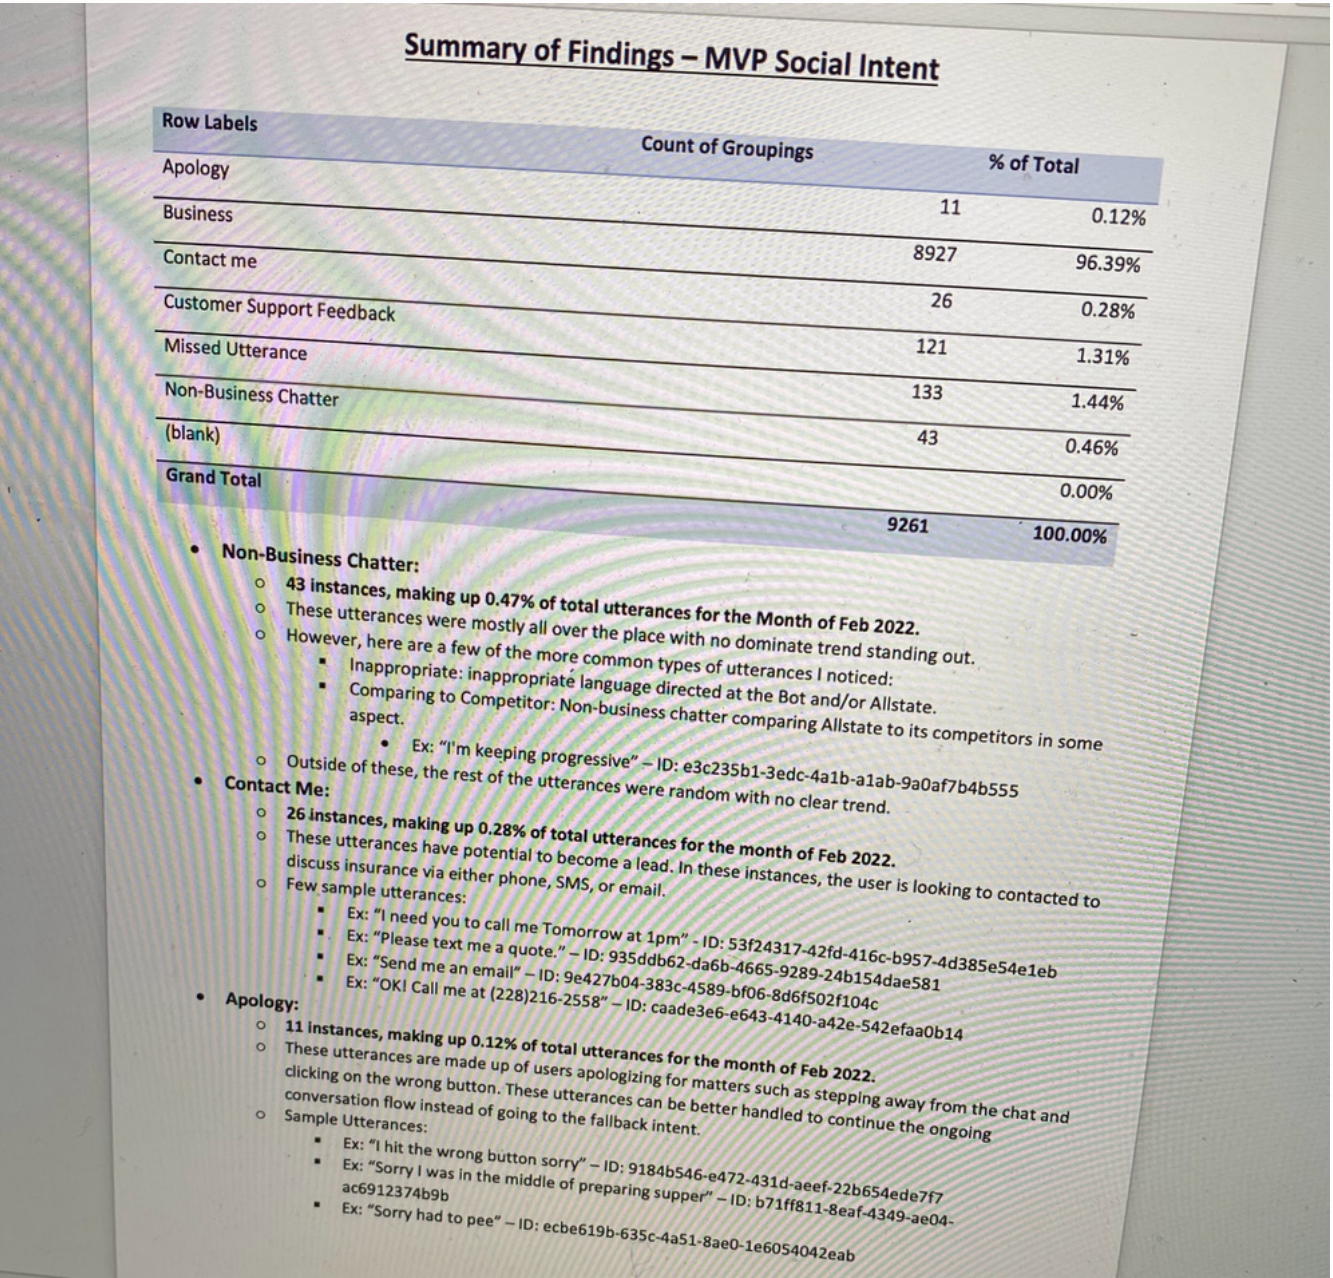 Summary of Findings – MVP Social Intent
Row Labels Count of Groupings % of Total
Apology 11 0.12%
Business 8927 96.39%
Contact me 26 0.28%
Customer Support Feedback 121 1.31%
Missed Utterance 133 1.44%
Non-Business Chatter 43 0.46%
(blank) 0.00%
Grand Total 9261 100.00%
• Non-Business Chatter:
o 43 instances, making up 0.47% of total utterances for the Month of Feb 2022.
o These utterances were mostly all over the place with no dominate trend standing out.
o However, here are a few of the more common types of utterances I noticed:
▪ Inappropriate: inappropriate language directed at the Bot and/or Allstate.
▪ Comparing to Competitor: Non-business chatter comparing Allstate to its competitors in some
aspect.
• Ex: "I'm keeping progressive" – ID: e3c235b1-3edc-4a1b-a1ab-9a0af7b4b555
o Outside of these, the rest of the utterances were random with no clear trend.
• Contact Me:
o 26 instances, making up 0.28% of total utterances for the month of Feb 2022.
o These utterances have potential to become a lead. In these instances, the user is looking to contacted to
discuss insurance via either phone, SMS, or email.
o Few sample utterances:
▪ Ex: "I need you to call me Tomorrow at 1pm" - ID: 53f24317-42fd-416c-b957-4d385e54e1eb
▪ Ex: "Please text me a quote." – ID: 935ddb62-da6b-4665-9289-24b154dae581
▪ Ex: "Send me an email" – ID: 9e427b04-383c-4589-bf06-8d6f502f104c
▪ Ex: "OK! Call me at (228)216-2558" – ID: caade3e6-e643-4140-a42e-542efaa0b14
• Apology:
o 11 instances, making up 0.12% of total utterances for the month of Feb 2022.
o These utterances are made up of users apologizing for matters such as stepping away from the chat and
clicking on the wrong button. These utterances can be better handled to continue the ongoing
conversation flow instead of going to the fallback intent.
o Sample Utterances:
▪ Ex: "I hit the wrong button sorry" – ID: 9184b546-e472-431d-aeef-22b654ede7f7
▪ Ex: "Sorry I was in the middle of preparing supper" – ID: b71ff811-8eaf-4349-ae04-
ac6912374b9b
▪ Ex: "Sorry had to pee" – ID: ecbe619b-635c-4a51-8ae0-1e6054042eab